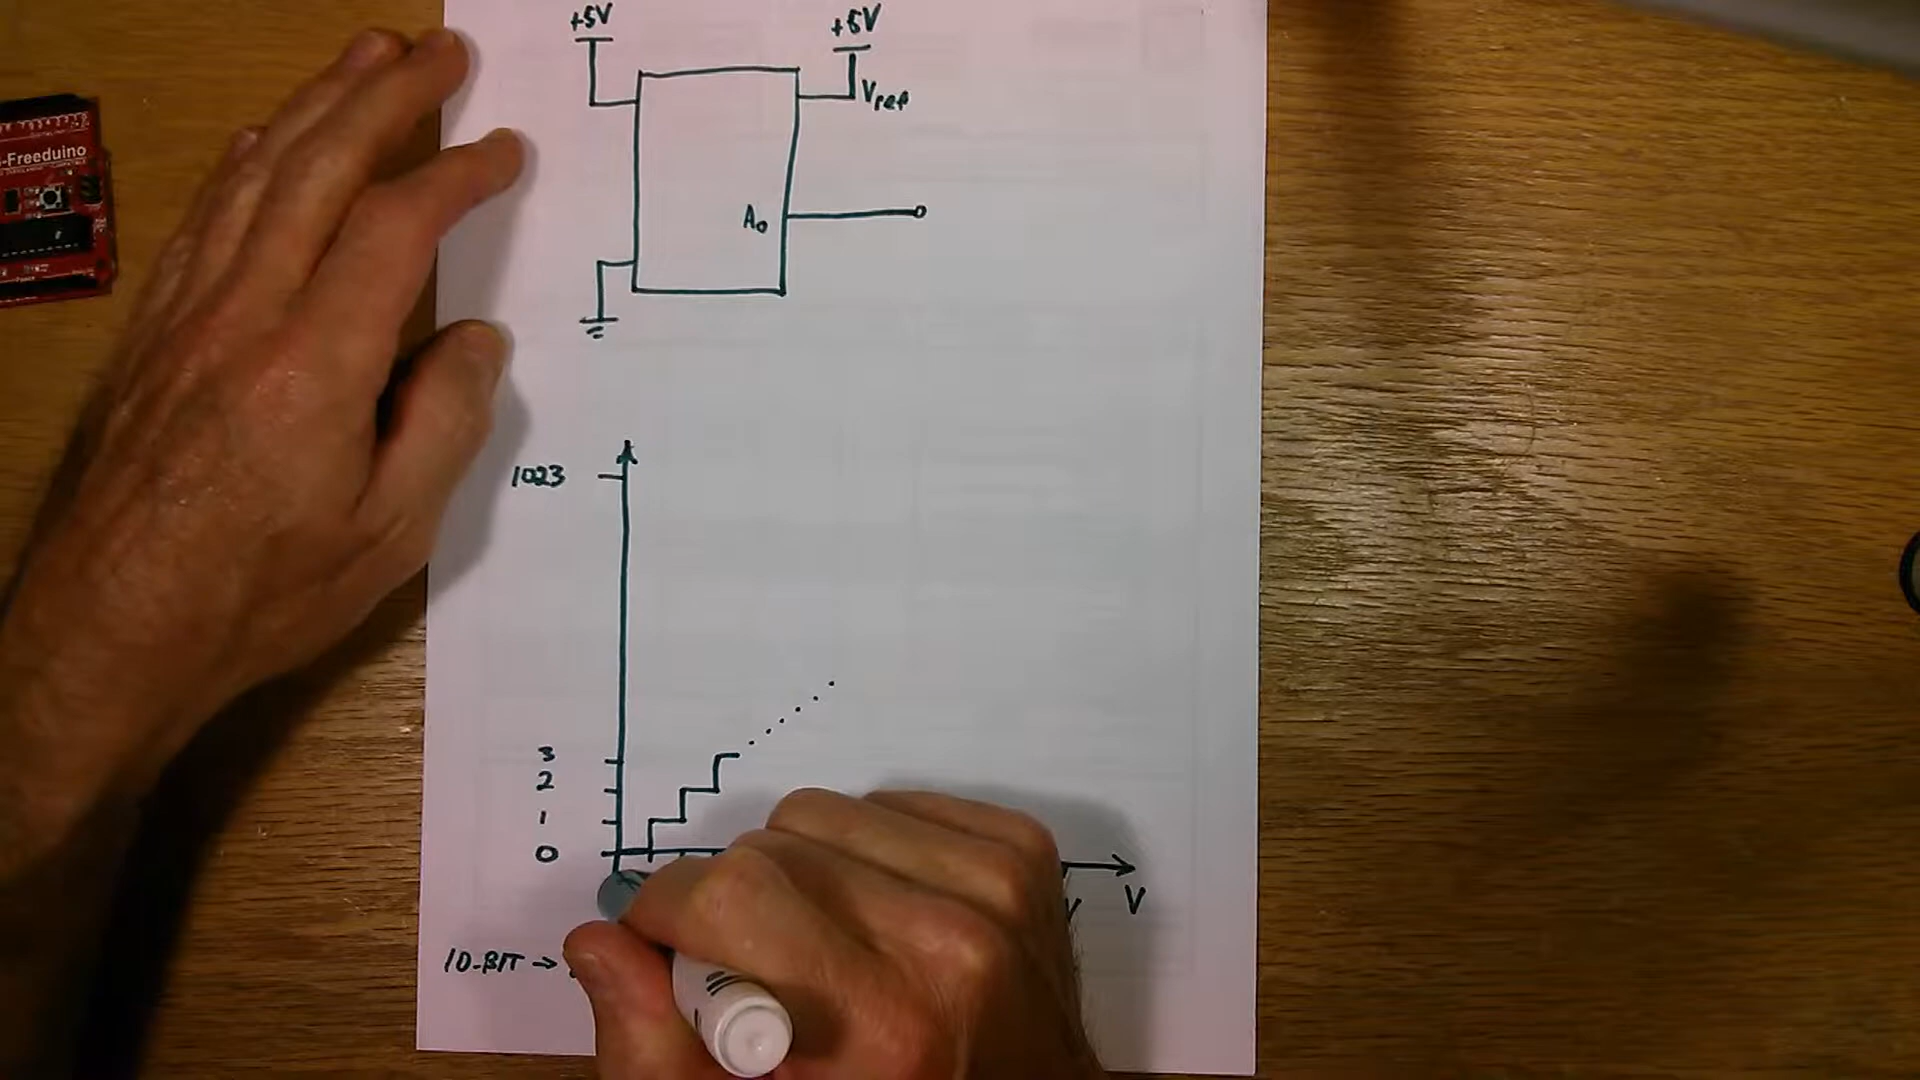 +5V
+5V
Vref
-Freeduino
A0
1023
3
2
1
0
V
10-BIT →